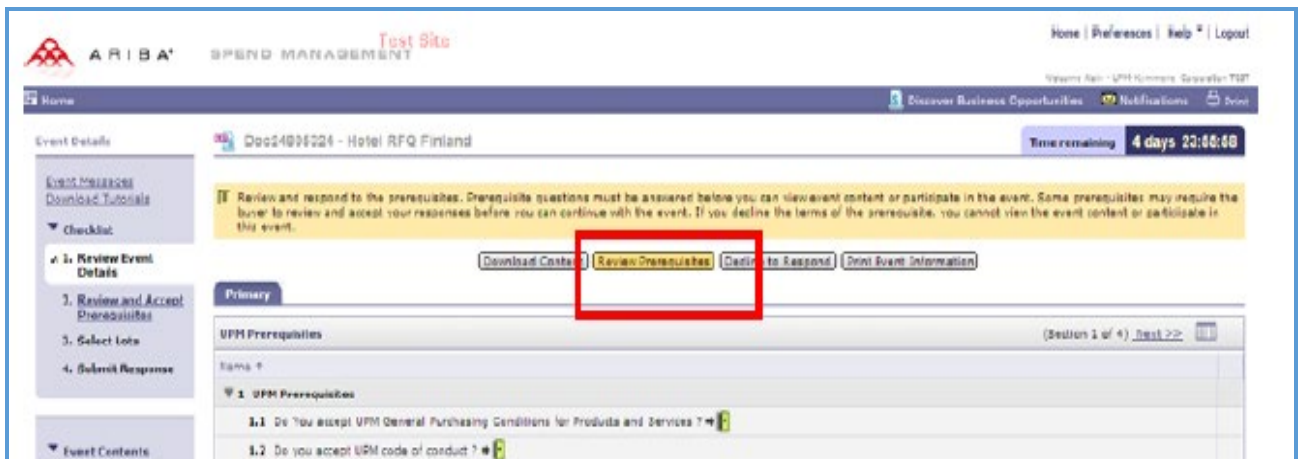 Test Site
Home | Preferences | Help | Logout
ARIBA SPEND MANAGEMENT
Home
Discover Business Opportunities Notifications Print
Event Details
Hotel RFQ Finland
Time remaining 4 days
Event Messages
Download Tutorials
Review and respond to the prerequisites. Prerequisite questions must be answered before you can view event content or participate in the event. Some prerequisites may require the
buyer to review and accept your responses before you can continue with the event. If you decline the terms of the prerequisite, you cannot view the event content or participate in
this event.
Checklist
1. Review Event
Details
Download Content Review Prerequisites Decline to Respond Print Event Information
2. Review and Accept
Prerequisites
Primary
3. Select Lots
UPM Prerequisites (Section 1 of 4) Next >>
4. Submit Response
Name ↑
1 UPM Prerequisites
1.1 Do You accept UPM General Purchasing Conditions for Products and Services ?
Event Contents
1.2 Do you accept UPM code of conduct ?